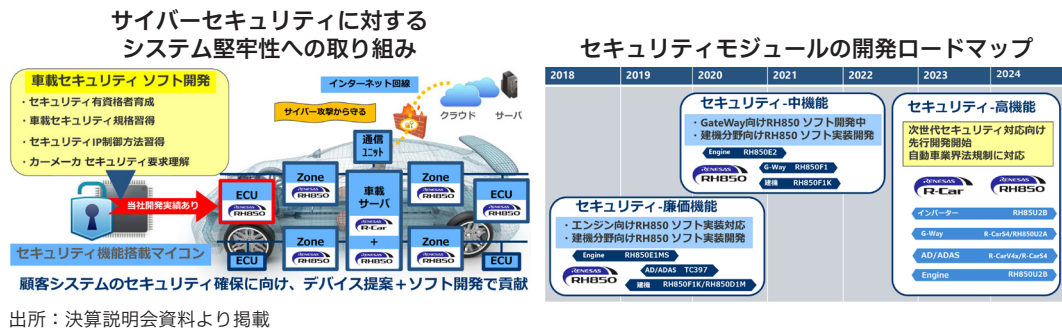 サイバーセキュリティに対する
システム堅牢性への取り組み
車載セキュリティ ソフト開発
・セキュリティ有資格者育成
・車載セキュリティ規格習得
・セキュリティIP制御方法習得
・カーメーカ セキュリティ要求理解
インターネット回線
サイバー攻撃から守る
クラウド
サーバ
通信
ユニット
当社開発実績あり
ECU
RENESAS
RH850
Zone
RENESAS
RH850
Zone
RENESAS
RH850
ECU
RENESAS
RH850
車載
サーバ
RENESAS
R-Car
+
RENESAS
RH850
ECU
Zone
RENESAS
RH850
Zone
RENESAS
RH850
ECU
セキュリティ機能搭載マイコン
顧客システムのセキュリティ確保に向け、デバイス提案+ソフト開発で貢献
セキュリティモジュールの開発ロードマップ
2018 2019 2020 2021 2022 2023 2024
セキュリティ-中機能
・GateWay向けRH850 ソフト開発中
・建機分野向けRH850 ソフト実装開発
Engine RH850E2
RENESAS
RH850
G-Way RH850F1
建機 RH850F1K
セキュリティ-廉価機能
・エンジン向けRH850 ソフト実装対応
・建機分野向けRH850 ソフト実装開発
Engine RH850E1MS
RENESAS
RH850
AD/ADAS TC397
建機 RH850F1K/RH850D1M
セキュリティ-高機能
次世代セキュリティ対応向け
先行開発開始
自動車業界法規制に対応
RENESAS
R-Car
RENESAS
RH850
インバーター RH850U2B
G-Way R-CarS4/RH850U2A
AD/ADAS R-CarV4x/R-CarS4
Engine RH850U2B
出所:決算説明会資料より掲載